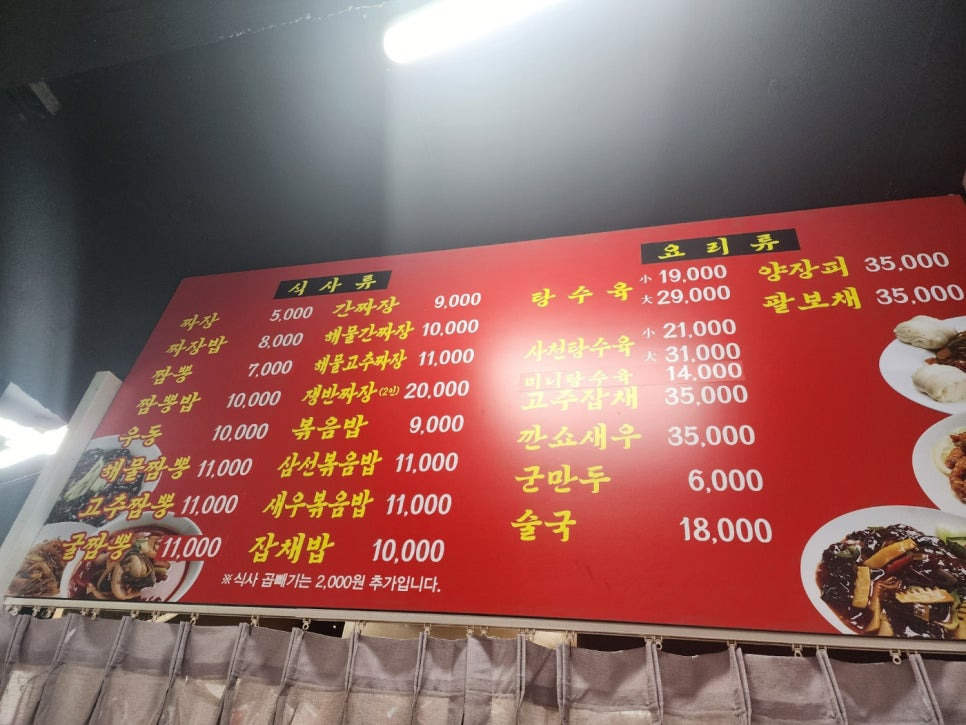 식사류
짜장 5,000
짜장밥 8,000
짬뽕 7,000
짬뽕밥 10,000
우동 10,000
해물짬뽕 11,000
고추짬뽕 11,000
굴짬뽕 11,000
간짜장 9,000
해물간짜장 10,000
해물고추짜장 11,000
쟁반짜장(2인) 20,000
볶음밥 9,000
삼선볶음밥 11,000
새우볶음밥 11,000
잡채밥 10,000
※식사 곱빼기는 2,000원 추가입니다.
요리류
탕수육 小 19,000
大 29,000
사천탕수육 小 21,000
大 31,000
미니탕수육 14,000
고추잡채 35,000
깐쇼새우 35,000
군만두 6,000
술국 18,000
양장피 35,000
팔보채 35,000